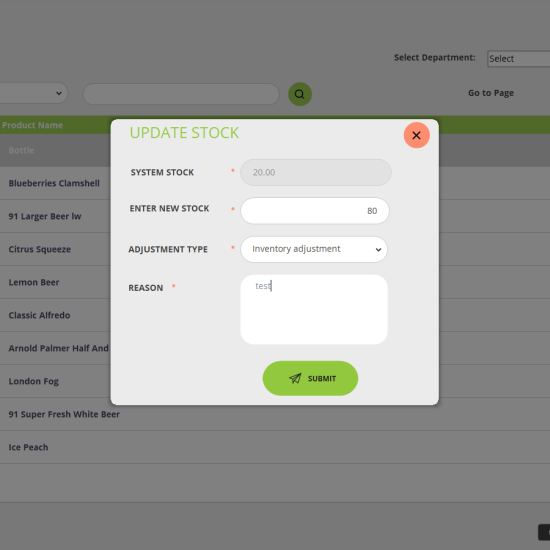 Select Department:
Select
Go to Page
Product Name
Bottle
Blueberries Clamshell
91 Larger Beer lw
Citrus Squeeze
Lemon Beer
Classic Alfredo
Arnold Palmer Half And
London Fog
91 Super Fresh White Beer
Ice Peach
UPDATE STOCK
SYSTEM STOCK *
20.00
ENTER NEW STOCK *
80
ADJUSTMENT TYPE *
Inventory adjustment
REASON *
test
SUBMIT